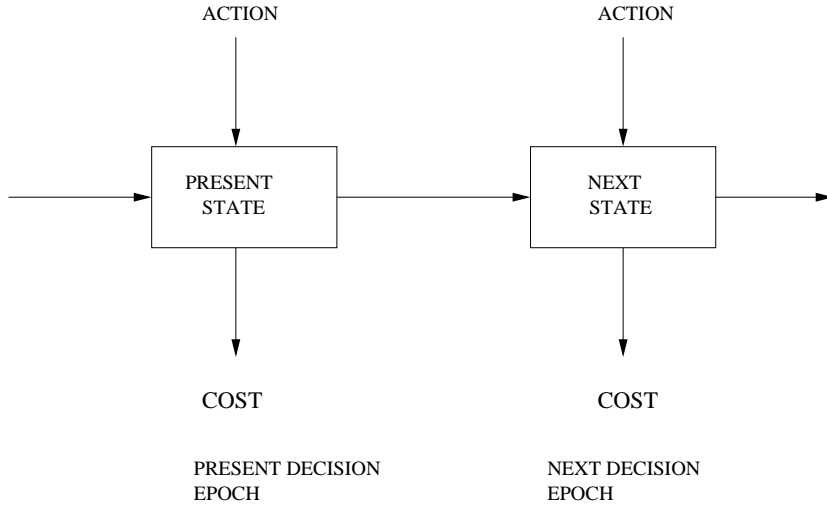 ACTION
ACTION
PRESENT
STATE
NEXT
STATE
COST
COST
PRESENT DECISION
EPOCH
NEXT DECISION
EPOCH